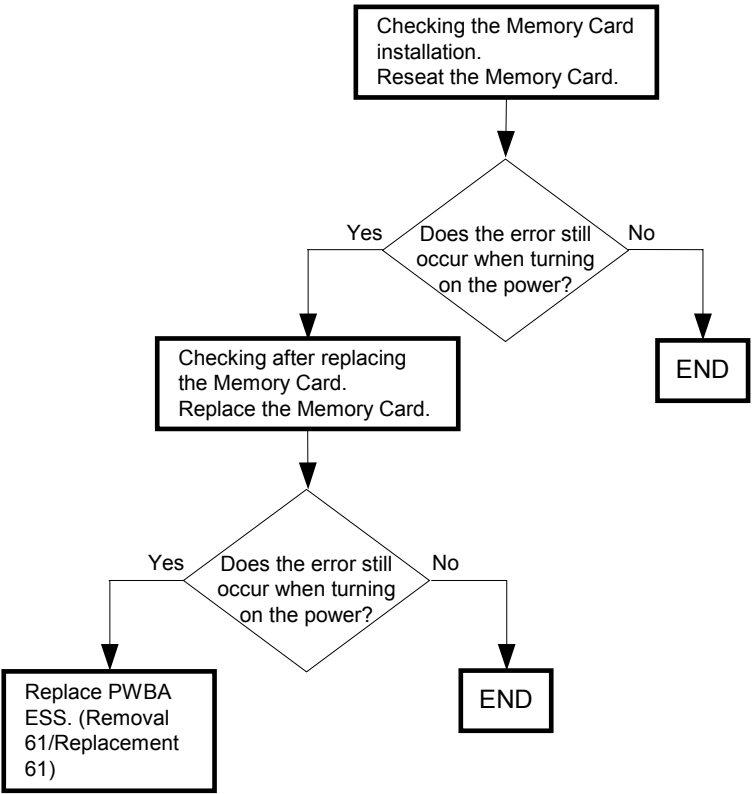 Checking the Memory Card
installation.
Reseat the Memory Card.
Yes
Does the error still
occur when turning
on the power?
No
Checking after replacing
the Memory Card.
Replace the Memory Card.
END
Yes
Does the error still
occur when turning
on the power?
No
Replace PWBA
ESS. (Removal
61/Replacement
61)
END